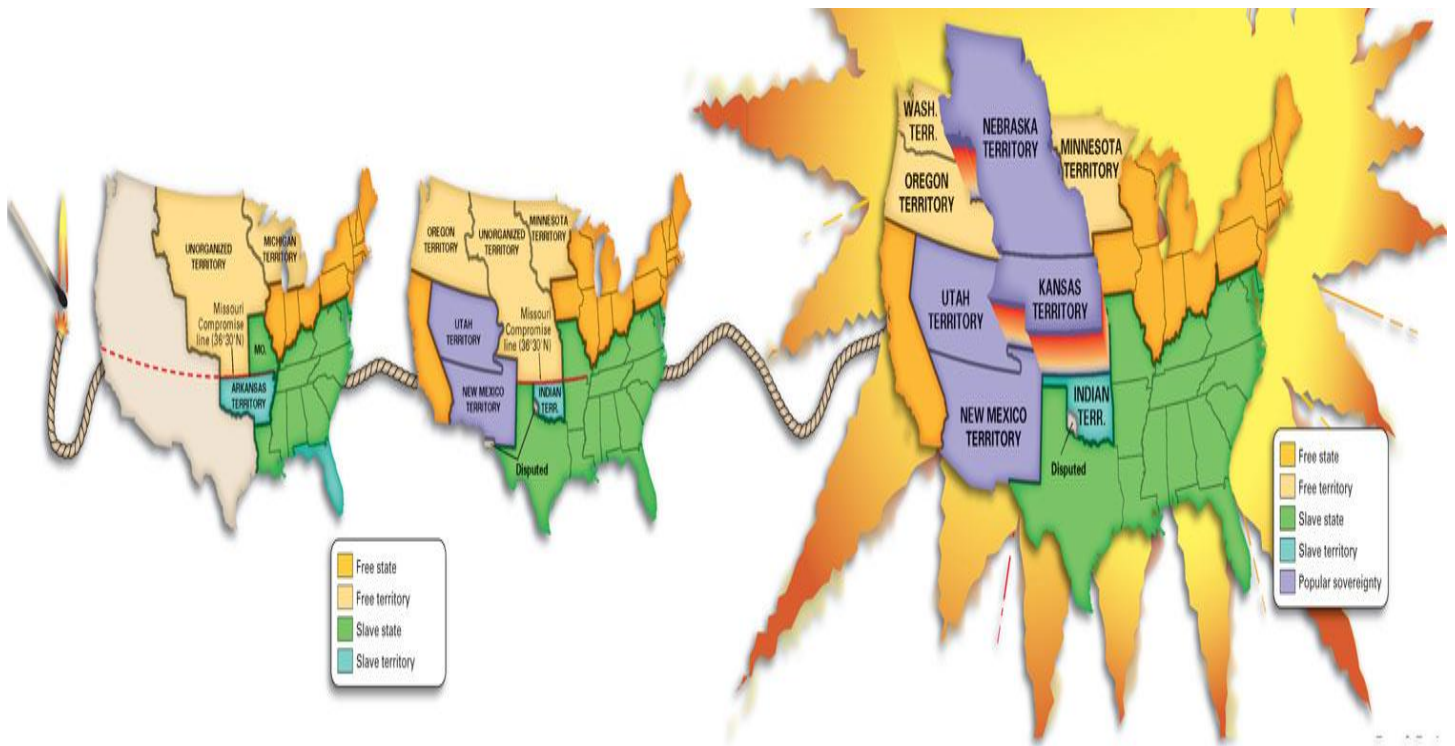 UNORGANIZED
TERRITORY
MICHIGAN
TERRITORY
Missouri
Compromise
line (36°30'N)
MO.
ARKANSAS
TERRITORY
Free state
Free territory
Slave state
Slave territory
OREGON
TERRITORY
UNORGANIZED
TERRITORY
MINNESOTA
TERRITORY
UTAH
TERRITORY
Missouri
Compromise
line (36°30'N)
NEW MEXICO
TERRITORY
INDIAN
TERR.
Disputed
WASH.
TERR.
NEBRASKA
TERRITORY
MINNESOTA
TERRITORY
OREGON
TERRITORY
UTAH
TERRITORY
KANSAS
TERRITORY
NEW MEXICO
TERRITORY
INDIAN
TERR.
Disputed
Free state
Free territory
Slave state
Slave territory
Popular sovereignty